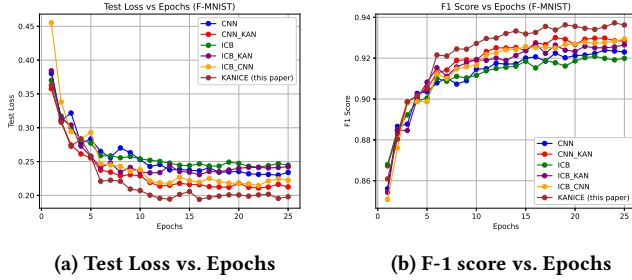 Test Loss vs Epochs (F-MNIST)
0.45
0.40
0.35
0.30
0.25
0.20
Test Loss
CNN
CNN_KAN
ICB
ICB_KAN
ICB_CNN
KANICE (this paper)
0
5
10
15
20
25
Epochs
(a) Test Loss vs. Epochs
F1 Score vs Epochs (F-MNIST)
0.94
0.92
0.90
0.88
0.86
F1 Score
CNN
CNN_KAN
ICB
ICB_KAN
ICB_CNN
KANICE (this paper)
0
5
10
15
20
25
Epochs
(b) F-1 score vs. Epochs